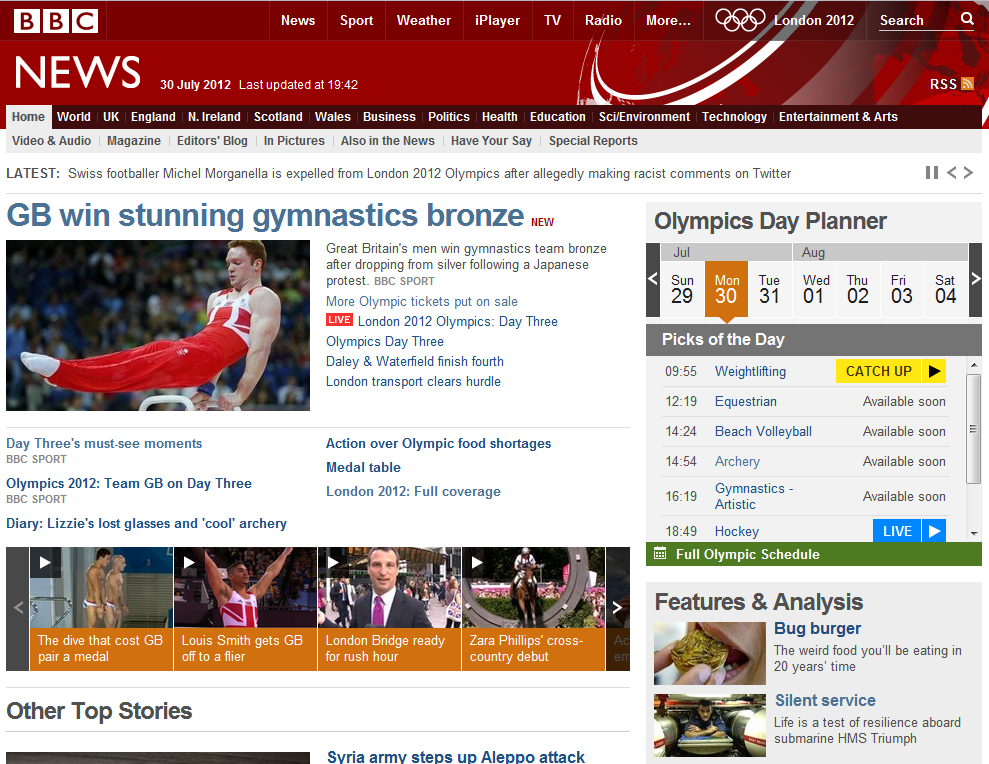 BBC
News Sport Weather iPlayer TV Radio More... London 2012 Search
NEWS 30 July 2012 Last updated at 19:42
RSS
Home World UK England N. Ireland Scotland Wales Business Politics Health Education Sci/Environment Technology Entertainment & Arts
Video & Audio Magazine Editors' Blog In Pictures Also in the News Have Your Say Special Reports
LATEST: Swiss footballer Michel Morganella is expelled from London 2012 Olympics after allegedly making racist comments on Twitter
GB win stunning gymnastics bronze NEW
Great Britain's men win gymnastics team bronze
after dropping from silver following a Japanese
protest. BBC SPORT
More Olympic tickets put on sale
LIVE London 2012 Olympics: Day Three
Olympics Day Three
Daley & Waterfield finish fourth
London transport clears hurdle
Day Three's must-see moments
BBC SPORT
Olympics 2012: Team GB on Day Three
BBC SPORT
Diary: Lizzie's lost glasses and 'cool' archery
Action over Olympic food shortages
Medal table
London 2012: Full coverage
The dive that cost GB
pair a medal
Louis Smith gets GB
off to a flier
London Bridge ready
for rush hour
Zara Phillips' cross-
country debut
Other Top Stories
Syria army steps up Aleppo attack
Olympics Day Planner
Jul Aug
Sun Mon Tue Wed Thu Fri Sat
29 30 31 01 02 03 04
Picks of the Day
09:55 Weightlifting CATCH UP
12:19 Equestrian Available soon
14:24 Beach Volleyball Available soon
14:54 Archery Available soon
16:19 Gymnastics - Available soon
Artistic
18:49 Hockey LIVE
Full Olympic Schedule
Features & Analysis
Bug burger
The weird food you'll be eating in
20 years' time
Silent service
Life is a test of resilience aboard
submarine HMS Triumph